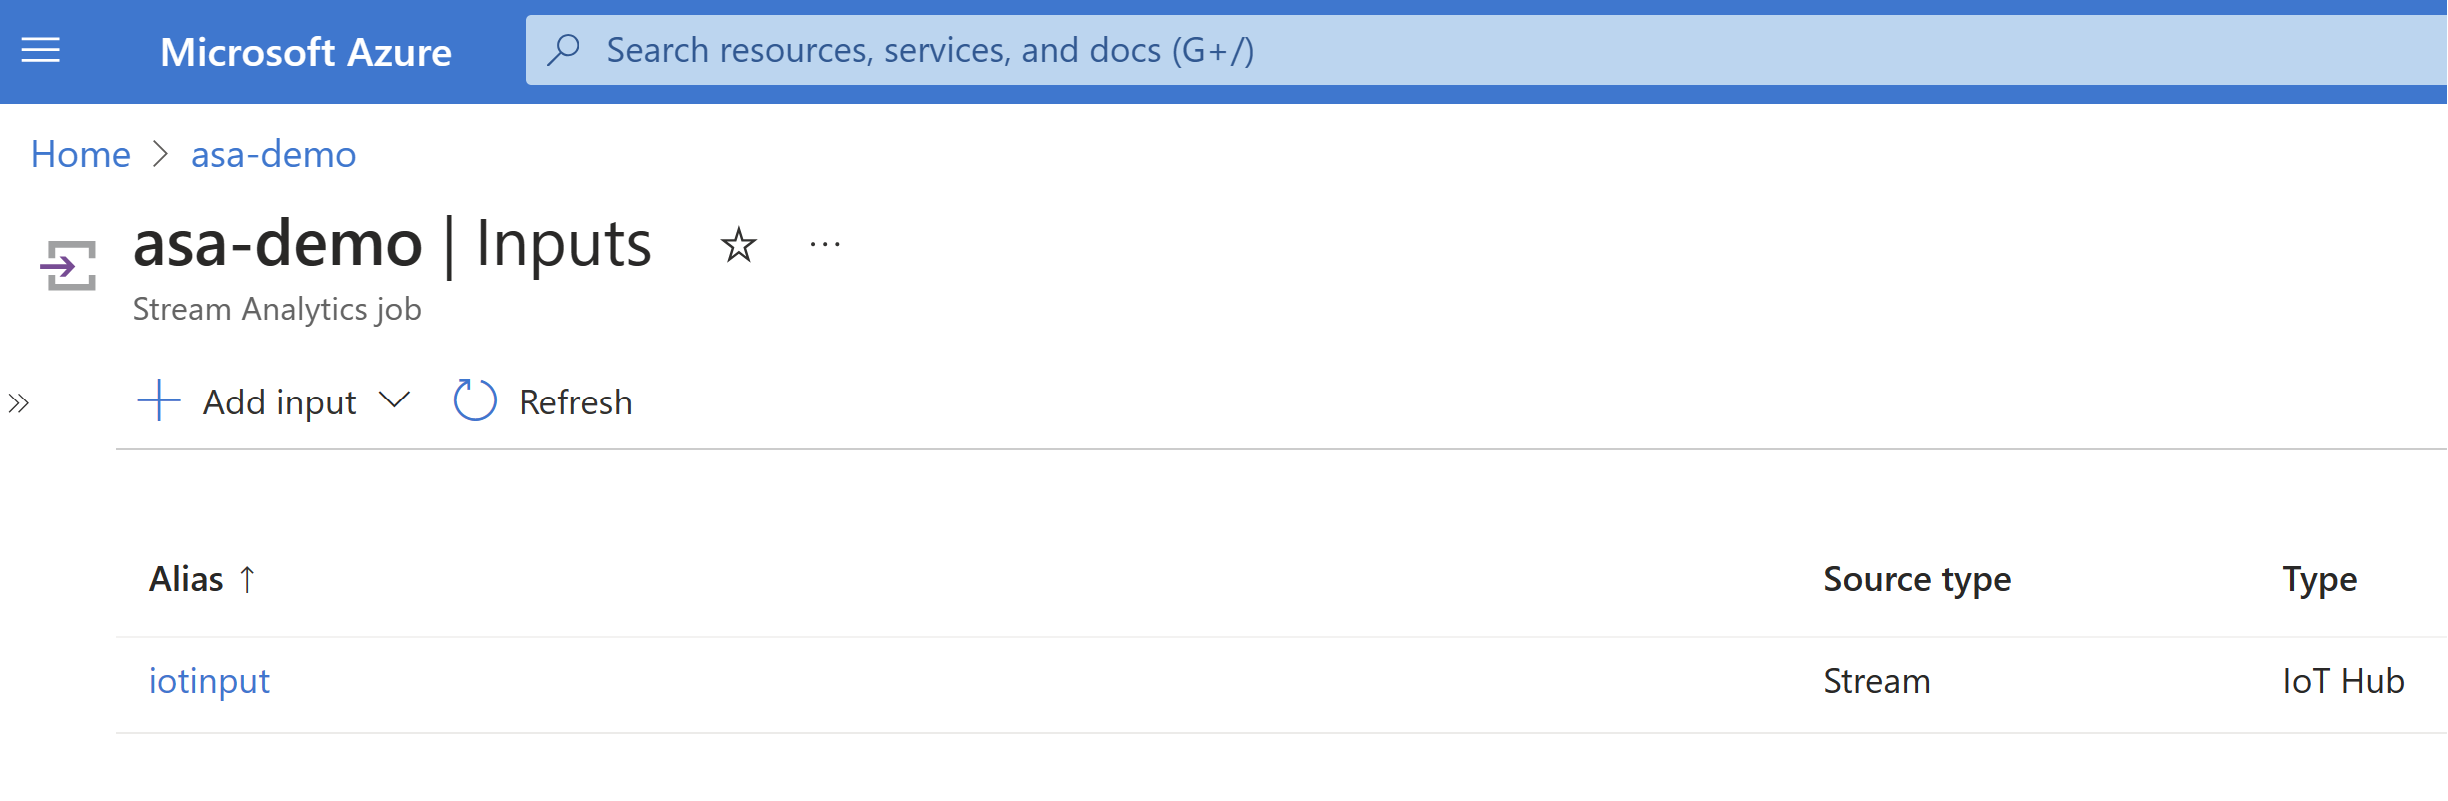 Microsoft Azure
Search resources, services, and docs (G+/)
Home > asa-demo
asa-demo | Inputs
Stream Analytics job
Add input
Refresh
Alias ↑
Source type
Type
iotinput
Stream
IoT Hub